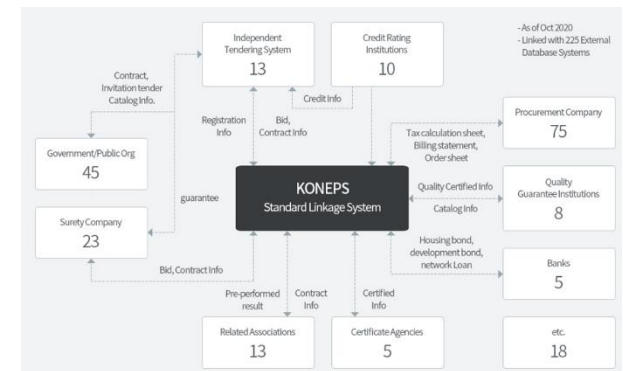 Independent
Tendering System
13
Credit Rating
Institutions
10
- As of Oct 2020
- Linked with 225 External
Database Systems
Contract,
Invitation tender
Catalog Info.
Credit Info
Registration
Info
Bid,
Contract Info
Tax calculation sheet,
Billing statement,
Order sheet
Procurement Company
75
Government/Public Org
45
guarantee
KONEPS
Standard Linkage System
Quality Certified Info
Catalog Info
Quality
Guarantee Institutions
8
Surety Company
23
Bid, Contract Info
Housing bond,
development bond,
network Loan
Banks
5
Pre-performed
result
Contract
Info
Certified
Info
Related Associations
13
Certificate Agencies
5
etc.
18